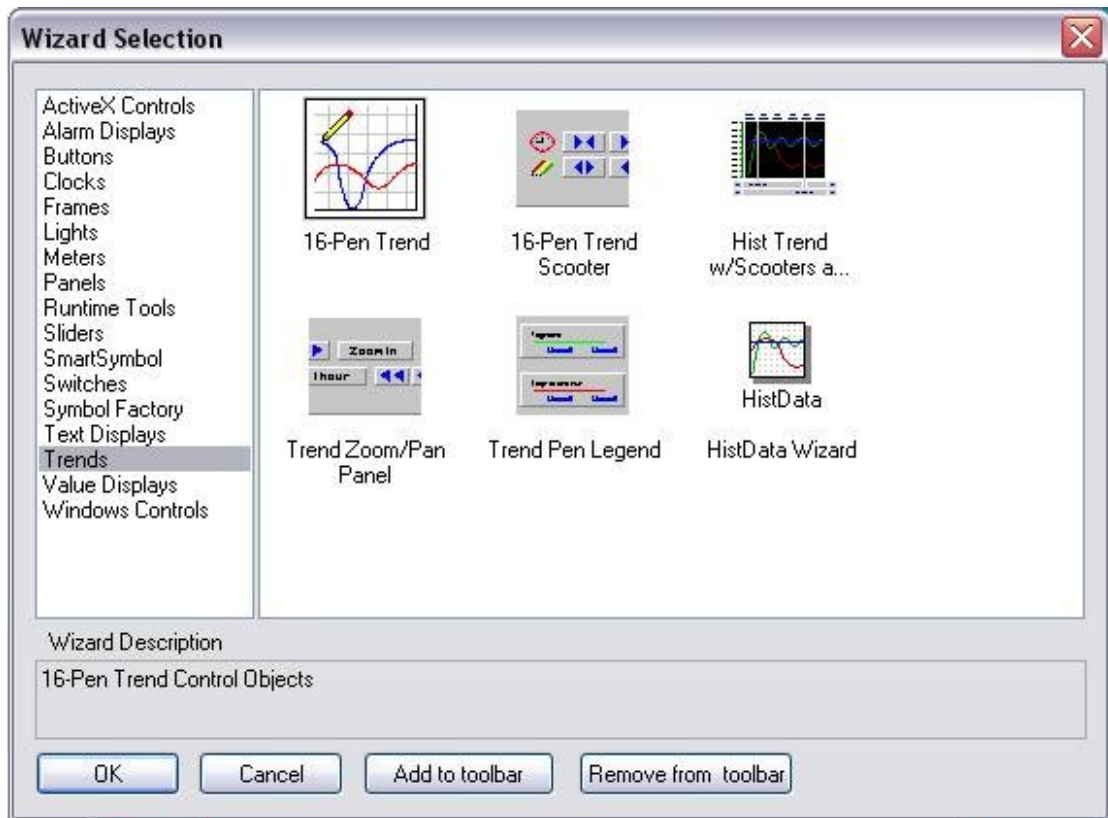 Wizard Selection
ActiveX Controls
Alarm Displays
Buttons
Clocks
Frames
Lights
Meters
Panels
Runtime Tools
Sliders
SmartSymbol
Switches
Symbol Factory
Text Displays
Trends
Value Displays
Windows Controls
16-Pen Trend
16-Pen Trend
Scooter
Hist Trend
w/Scooters a...
Zoom In
1hour
Trend Zoom/Pan
Panel
Trend Pen Legend
HistData
HistData Wizard
Wizard Description
16-Pen Trend Control Objects
OK
Cancel
Add to toolbar
Remove from toolbar